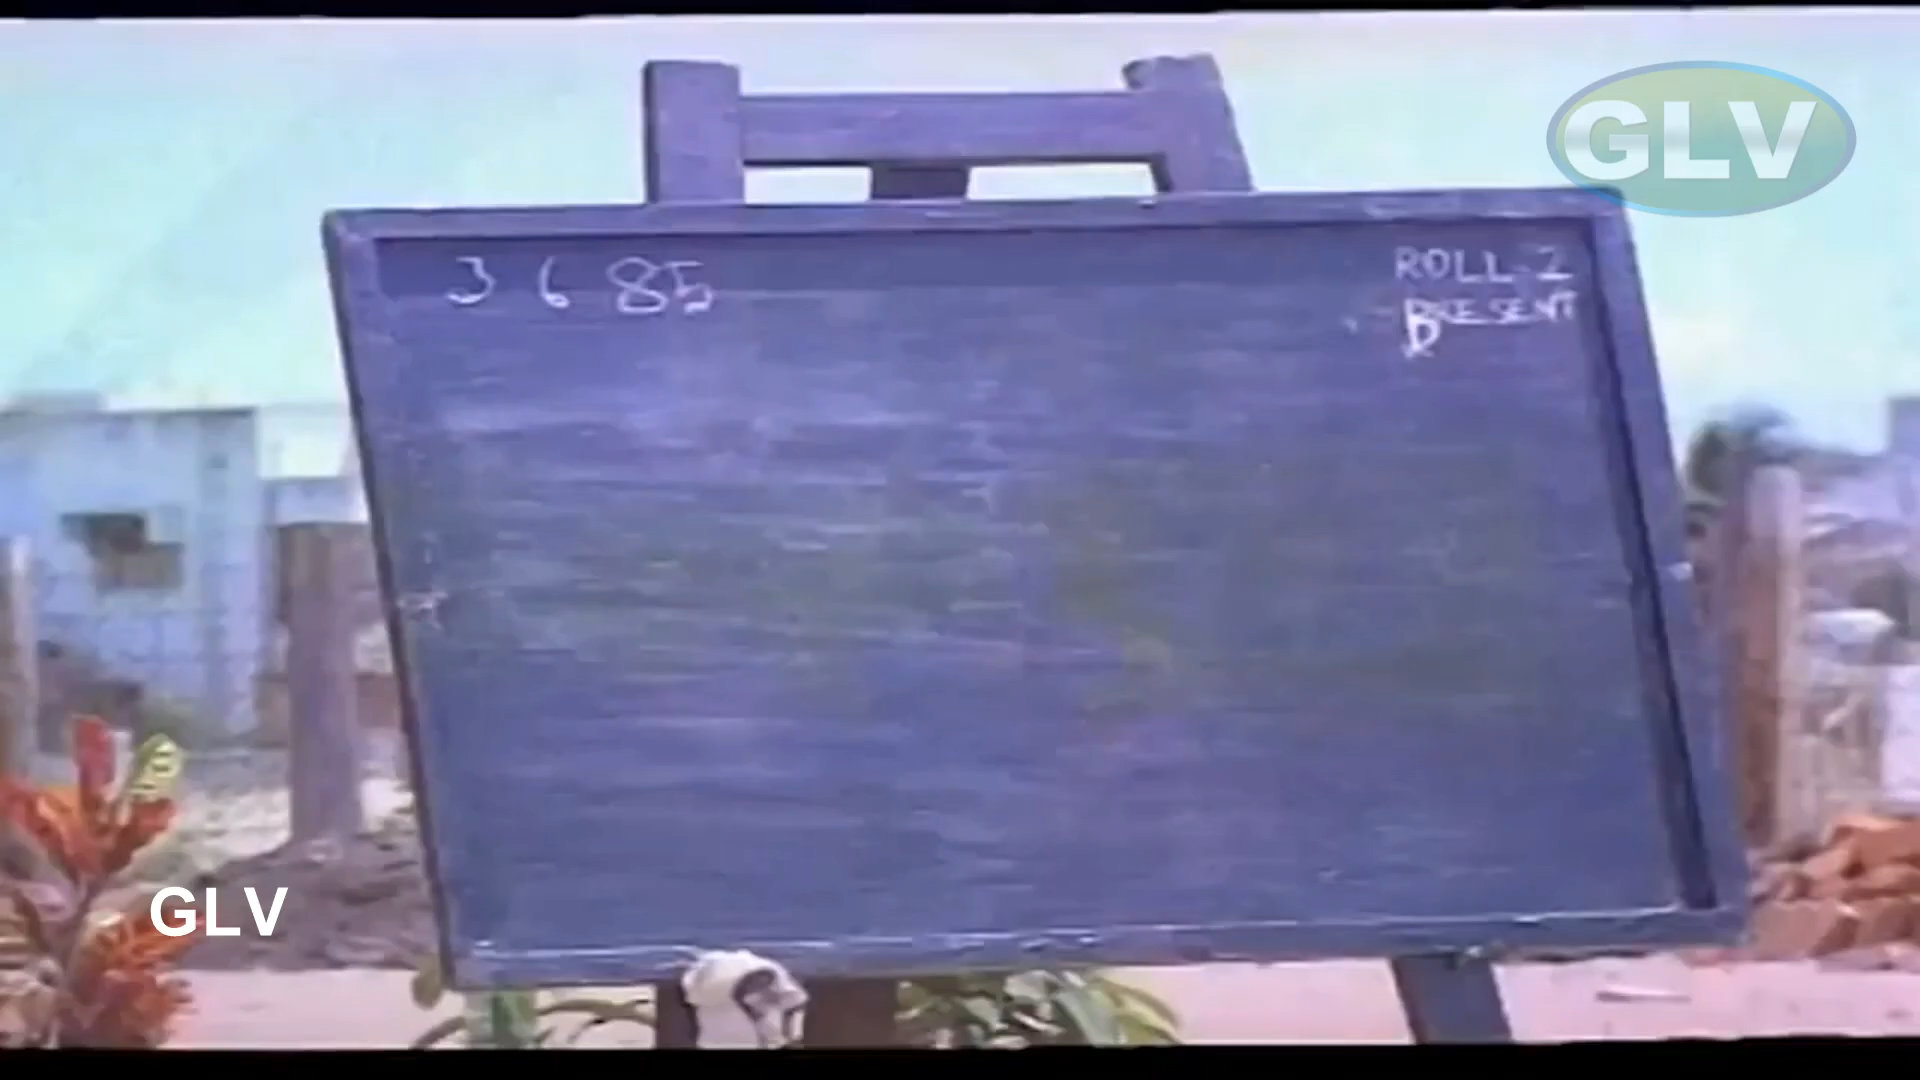 3 6 85
ROLL-2
PRESENT
GLV
GLV